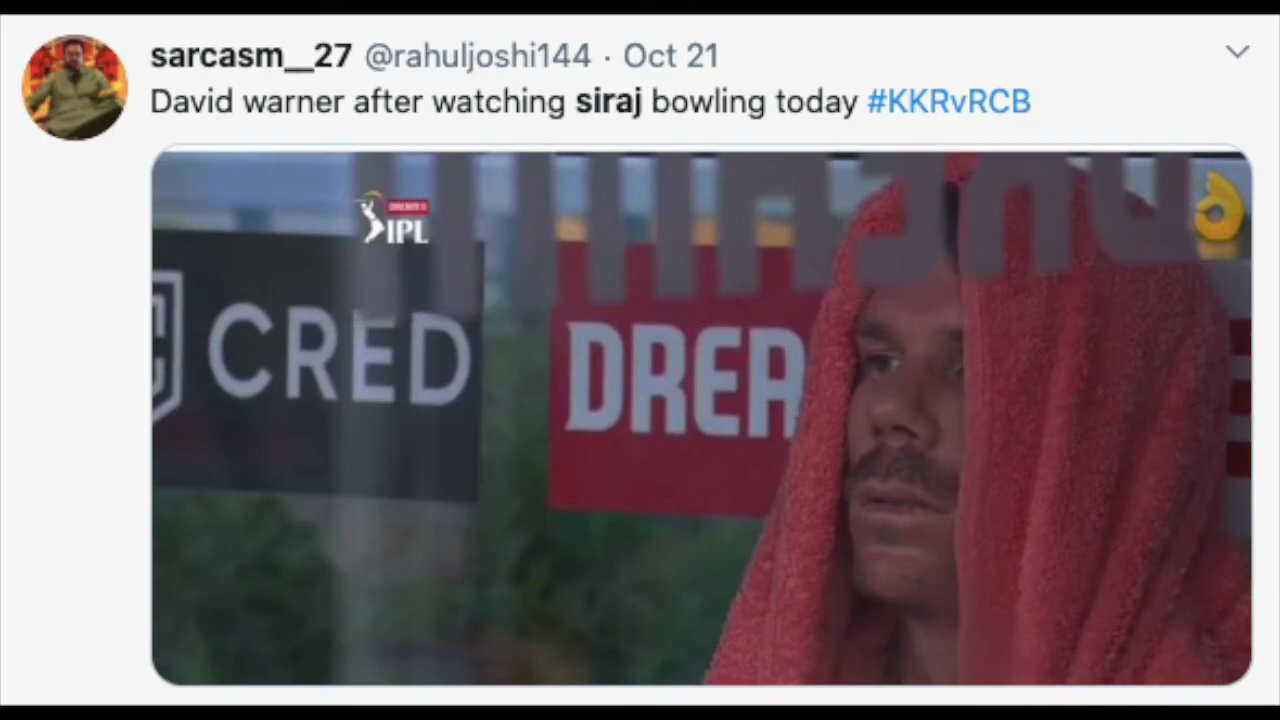 sarcasm__27 @rahuljoshi144 · Oct 21
David warner after watching siraj bowling today #KKRvRCB
IPL
CRED
DREA